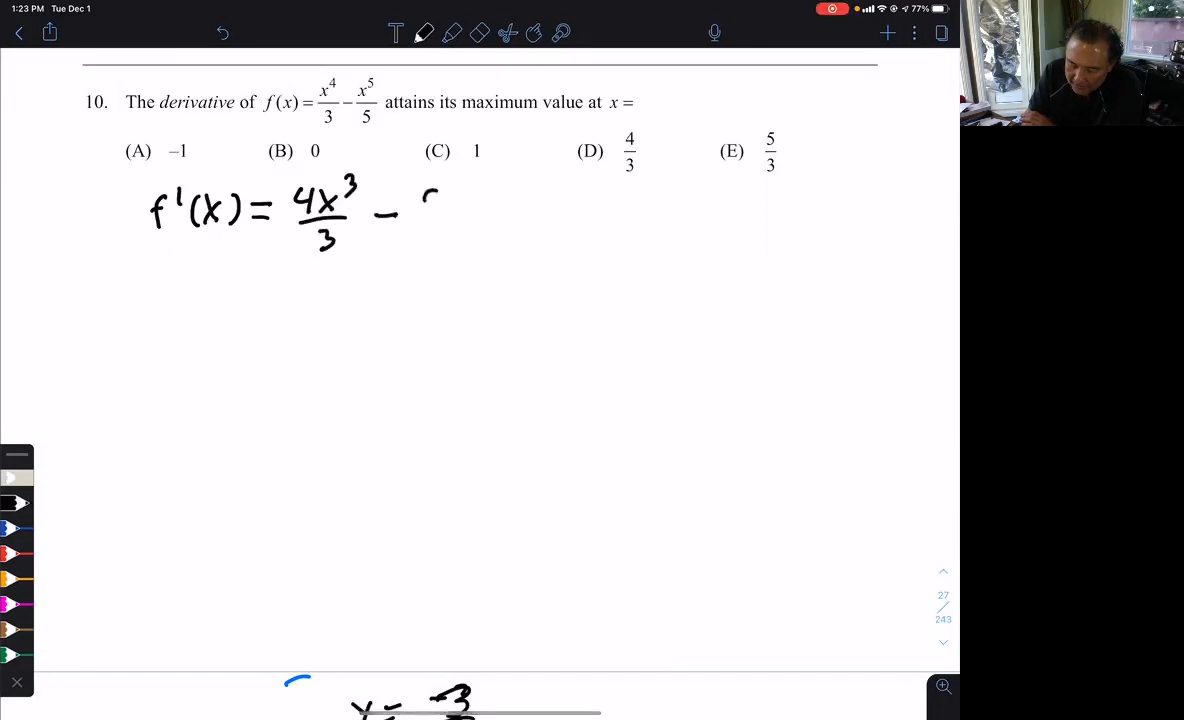 1:23 PM Tue Dec 1
77%
10. The derivative of f(x) = x⁴/3 − x⁵/5 attains its maximum value at x =
(A) −1 (B) 0 (C) 1 (D) 4/3 (E) 5/3
f'(x) = 4x³/3 −
27
/
243
= −3